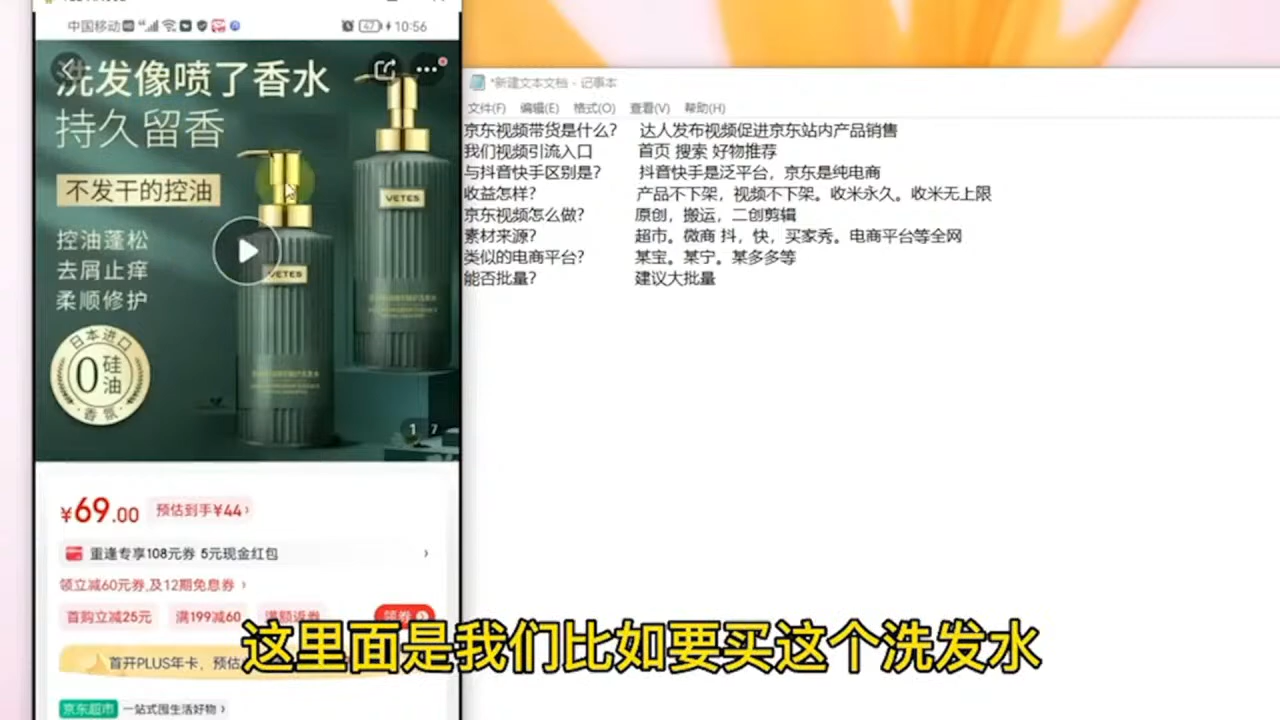 中国移动
47
10:56
洗发像喷了香水
持久留香
不发干的控油
控油蓬松
去屑止痒
柔顺修护
日本进口
0硅油
香氛
VETES
VETES
1 7
¥69.00 预估到手¥44 ›
重逢专享108元券 5元现金红包 ›
领立减60元券,及12期免息券 ›
首购立减25元 满199减60 满额返券 领券
首开PLUS年卡、预估
京东超市 一站式囤生活好物 ›
*新建文本文档 - 记事本
文件(F) 编辑(E) 格式(O) 查看(V) 帮助(H)
京东视频带货是什么? 达人发布视频促进京东站内产品销售
我们视频引流入口 首页 搜索 好物推荐
与抖音快手区别是? 抖音快手是泛平台，京东是纯电商
收益怎样? 产品不下架，视频不下架。收米永久。收米无上限
京东视频怎么做? 原创，搬运，二创剪辑
素材来源? 超市。微商 抖，快，买家秀。电商平台等全网
类似的电商平台? 某宝。某宁。某多多等
能否批量? 建议大批量
这里面是我们比如要买这个洗发水